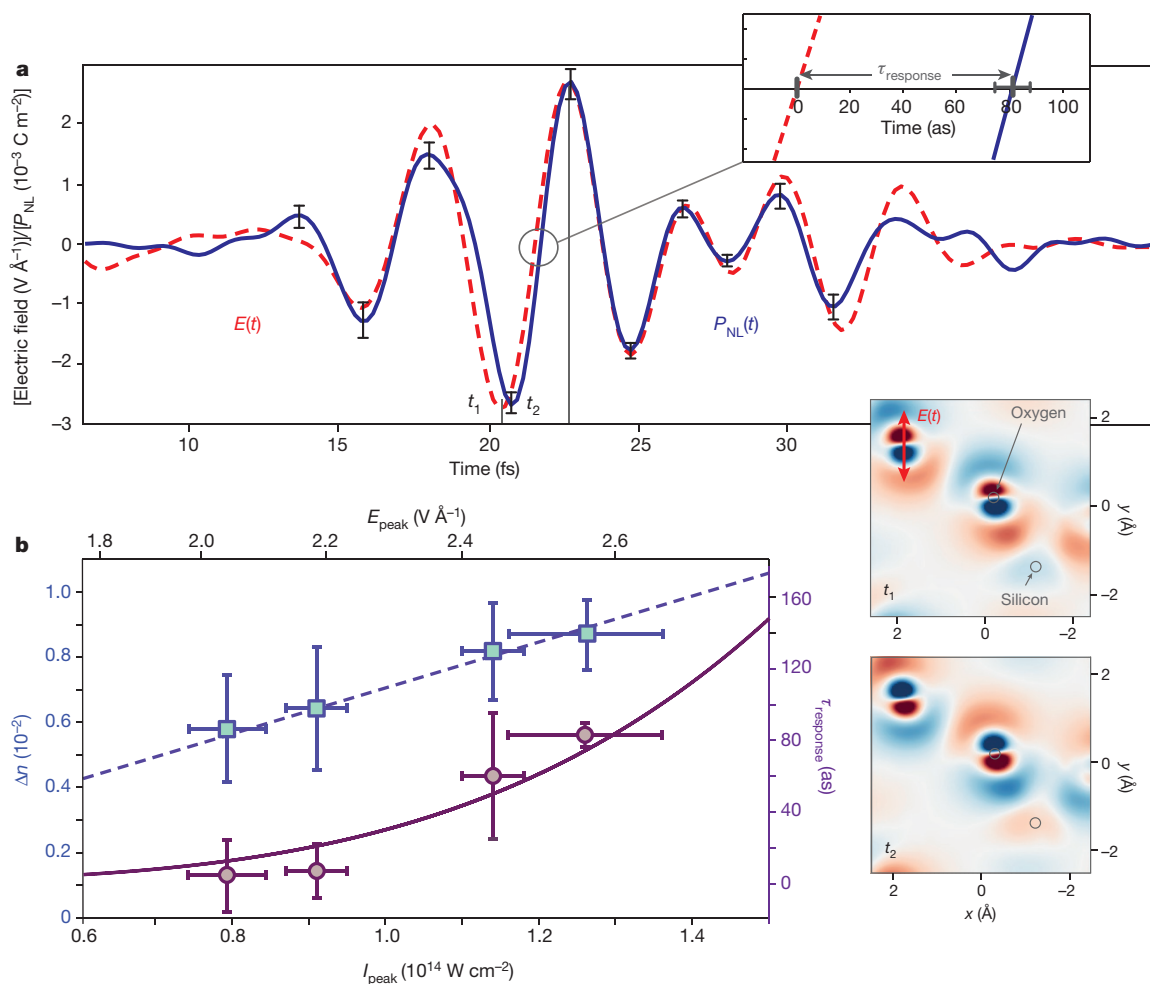 a
[Electric field (V Å⁻¹)]/[P_NL (10⁻³ C m⁻²)]
2
1
0
−1
−2
−3
E(t)
P_NL(t)
t₁
t₂
10
15
20
25
30
Time (fs)
τ_response
0
20
40
60
80
100
Time (as)
E(t)
Oxygen
Silicon
t₁
2
0
−2
y (Å)
2
0
−2
t₂
2
0
−2
y (Å)
2
0
−2
x (Å)
b
E_peak (V Å⁻¹)
1.8
2.0
2.2
2.4
2.6
Δn (10⁻²)
1.0
0.8
0.6
0.4
0.2
0
τ_response (as)
160
120
80
40
0
0.6
0.8
1.0
1.2
1.4
I_peak (10¹⁴ W cm⁻²)